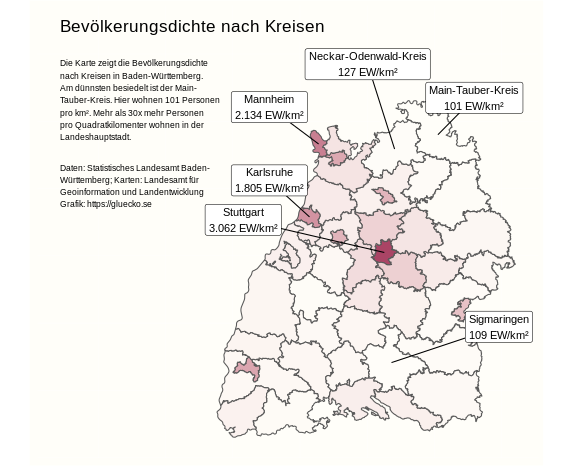 Bevölkerungsdichte nach Kreisen
Die Karte zeigt die Bevölkerungsdichte
nach Kreisen in Baden-Württemberg.
Am dünnsten besiedelt ist der Main-
Tauber-Kreis. Hier wohnen 101 Personen
pro km². Mehr als 30x mehr Personen
pro Quadratkilometer wohnen in der
Landeshauptstadt.
Daten: Statistisches Landesamt Baden-
Württemberg; Karten: Landesamt für
Geoinformation und Landentwicklung
Grafik: https://gluecko.se
Neckar-Odenwald-Kreis
127 EW/km²
Main-Tauber-Kreis
101 EW/km²
Mannheim
2.134 EW/km²
Karlsruhe
1.805 EW/km²
Stuttgart
3.062 EW/km²
Sigmaringen
109 EW/km²